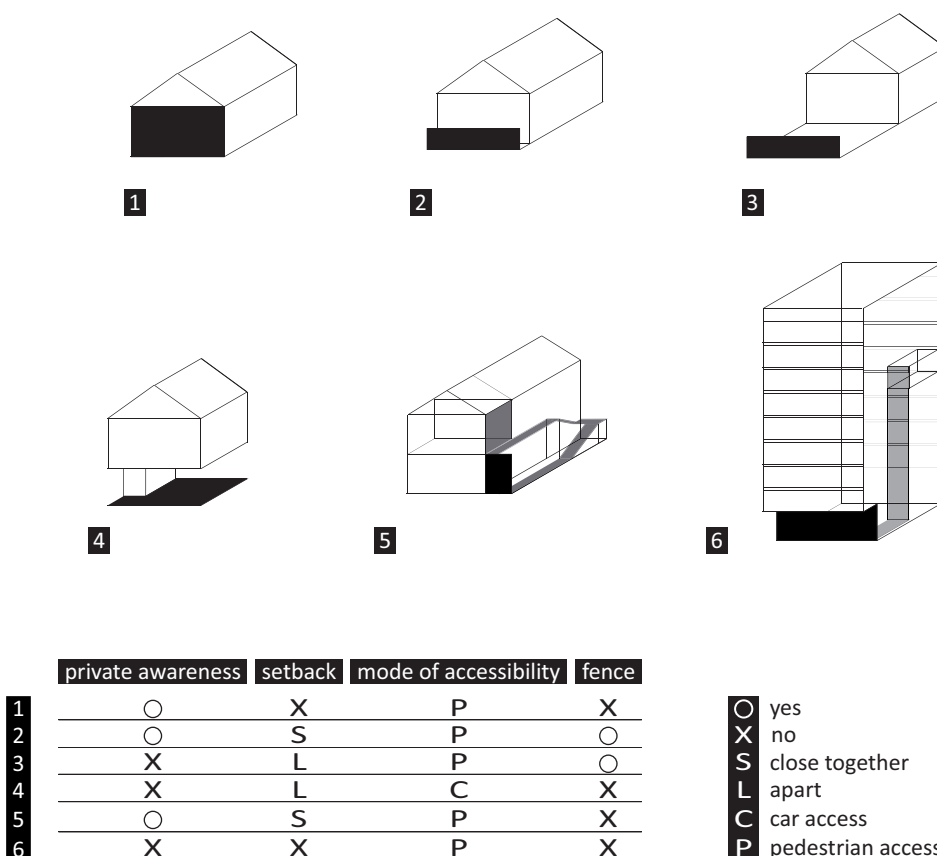 1 2 3
4 5 6
private awareness setback mode of accessibility fence
1 ○ X P X
2 ○ S P ○
3 X L P ○
4 X L C X
5 ○ S P X
6 X X P X
○ yes
X no
S close together
L apart
C car access
P pedestrian access